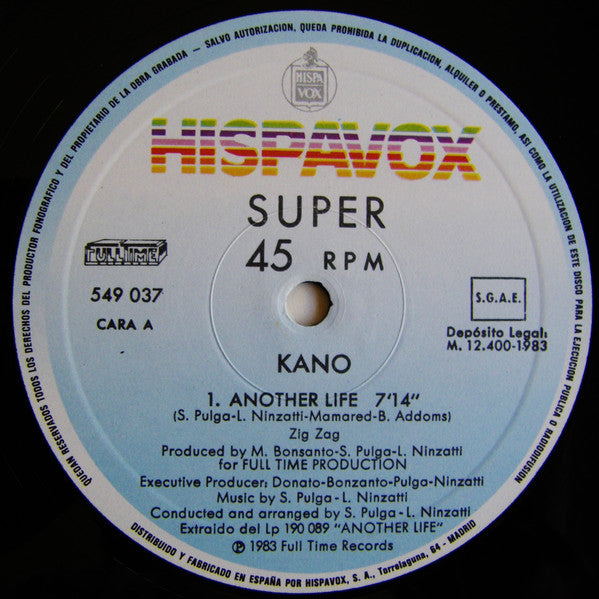 QUEDAN RESERVADOS TODOS LOS DERECHOS DEL PRODUCTOR FONOGRAFICO Y DEL PROPIETARIO DE LA OBRA GRABADA - SALVO AUTORIZACION, QUEDA PROHIBIDA LA DUPLICACION, ALQUILER O PRESTAMO, ASI COMO LA UTILIZACION DE ESTE DISCO PARA LA EJECUCION PUBLICA O RADIODIFUSION
HISPA
VOX
HISPAVOX
SUPER
45 RPM
FULL TIME
549 037
CARA A
S.G.A.E.
Depósito Legal:
M. 12.400-1983
KANO
1. ANOTHER LIFE 7'14"
(S. Pulga-L. Ninzatti-Mamared-B. Addoms)
Zig Zag
Produced by M. Bonsanto-S. Pulga-L. Ninzatti
for FULL TIME PRODUCTION
Executive Producer: Donato-Bonzanto-Pulga-Ninzatti
Music by S. Pulga-L. Ninzatti
Conducted and arranged by S. Pulga-L. Ninzatti
Extraido del Lp 190 089 "ANOTHER LIFE"
℗ 1983 Full Time Records
DISTRIBUIDO Y FABRICADO EN ESPAÑA POR HISPAVOX, S. A., Torrelaguna, 64 - MADRID